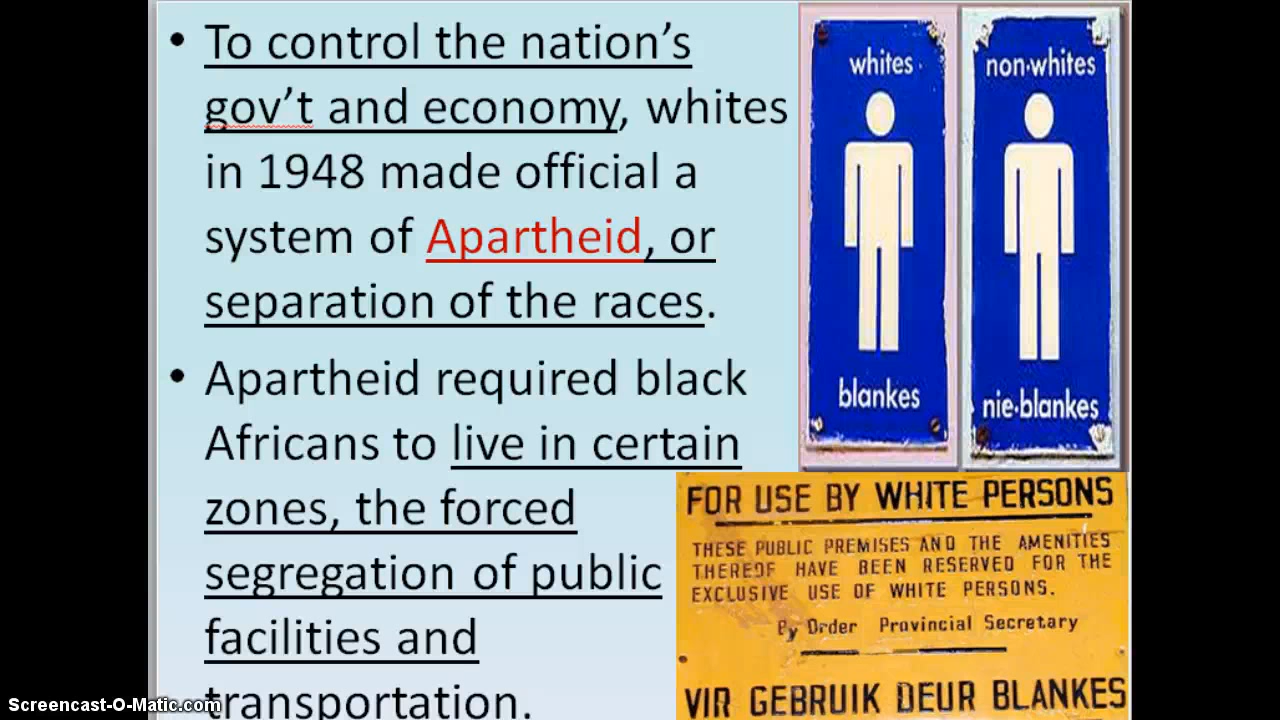 • To control the nation’s
gov’t and economy, whites
in 1948 made official a
system of Apartheid, or
separation of the races.
• Apartheid required black
Africans to live in certain
zones, the forced
segregation of public
facilities and
transportation.
whites
blankes
non-whites
nie-blankes
FOR USE BY WHITE PERSONS
THESE PUBLIC PREMISES AND THE AMENITIES
THEREOF HAVE BEEN RESERVED FOR THE
EXCLUSIVE USE OF WHITE PERSONS.
By Order Provincial Secretary
VIR GEBRUIK DEUR BLANKES
Screencast-O-Matic.com